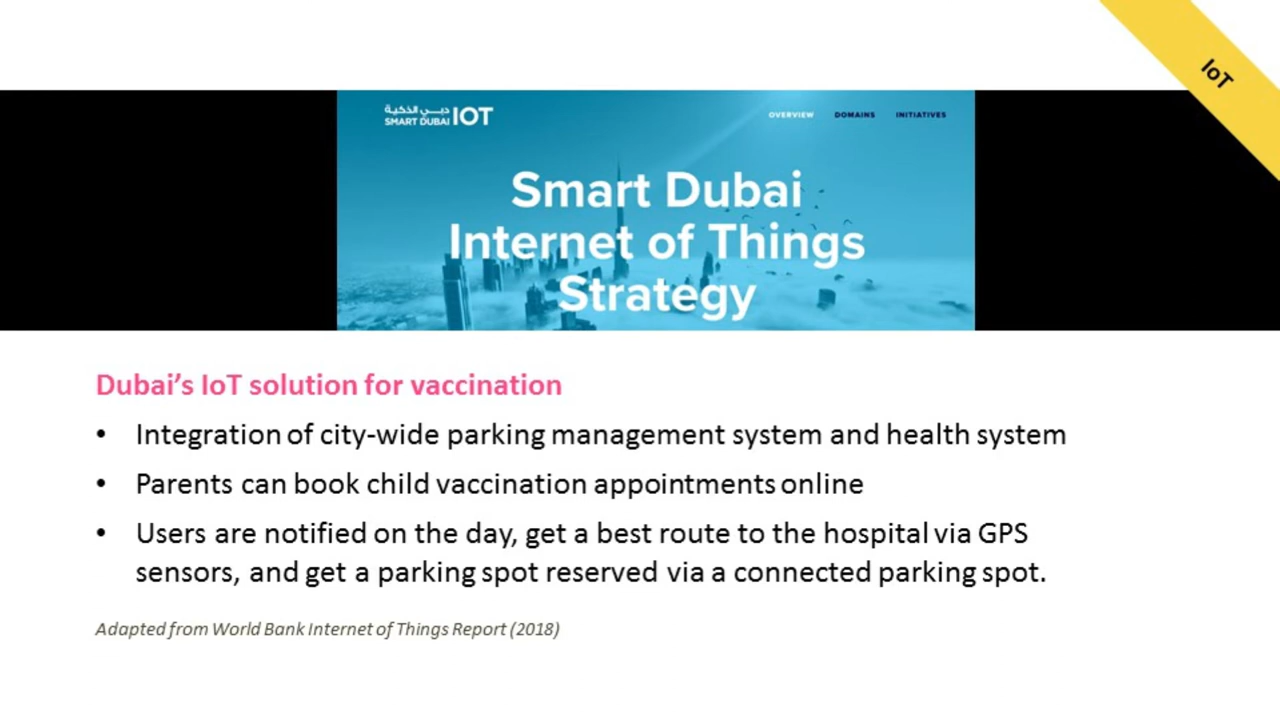 IoT
دبي الذكية
SMART DUBAI IOT
OVERVIEW DOMAINS INITIATIVES
Smart Dubai
Internet of Things
Strategy
Dubai’s IoT solution for vaccination
• Integration of city-wide parking management system and health system
• Parents can book child vaccination appointments online
• Users are notified on the day, get a best route to the hospital via GPS
sensors, and get a parking spot reserved via a connected parking spot.
Adapted from World Bank Internet of Things Report (2018)